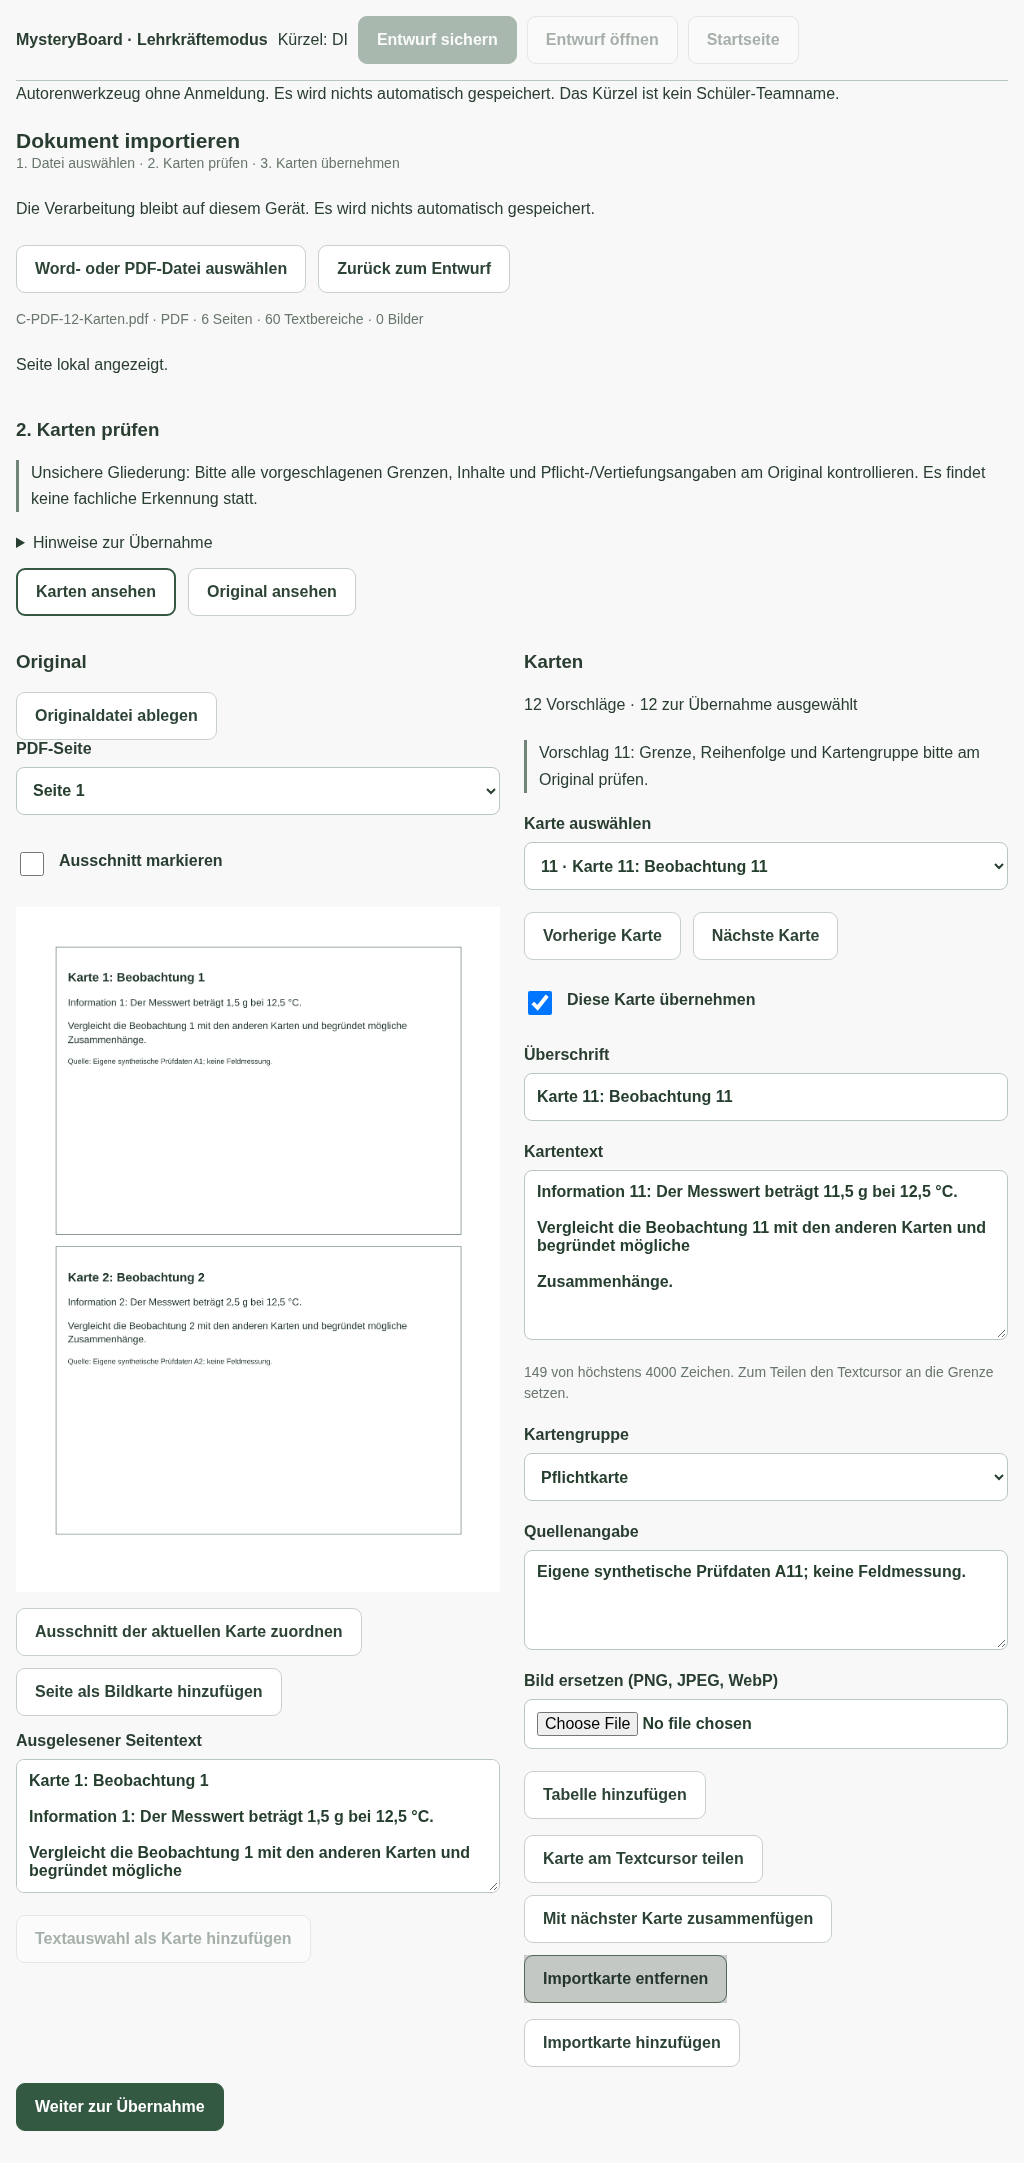 MysteryBoard · Lehrkräftemodus Kürzel: DI Entwurf sichern Entwurf öffnen Startseite
Autorenwerkzeug ohne Anmeldung. Es wird nichts automatisch gespeichert. Das Kürzel ist kein Schüler-Teamname.
Dokument importieren
1. Datei auswählen · 2. Karten prüfen · 3. Karten übernehmen
Die Verarbeitung bleibt auf diesem Gerät. Es wird nichts automatisch gespeichert.
Word- oder PDF-Datei auswählen Zurück zum Entwurf
C-PDF-12-Karten.pdf · PDF · 6 Seiten · 60 Textbereiche · 0 Bilder
Seite lokal angezeigt.
2. Karten prüfen
Unsichere Gliederung: Bitte alle vorgeschlagenen Grenzen, Inhalte und Pflicht-/Vertiefungsangaben am Original kontrollieren. Es findet
keine fachliche Erkennung statt.
Hinweise zur Übernahme
Karten ansehen Original ansehen
Original
Originaldatei ablegen
PDF-Seite
Seite 1
Ausschnitt markieren
Karte 1: Beobachtung 1
Information 1: Der Messwert beträgt 1,5 g bei 12,5 °C.
Vergleicht die Beobachtung 1 mit den anderen Karten und begründet mögliche
Zusammenhänge.
Quelle: Eigene synthetische Prüfdaten A1; keine Feldmessung.
Karte 2: Beobachtung 2
Information 2: Der Messwert beträgt 2,5 g bei 12,5 °C.
Vergleicht die Beobachtung 2 mit den anderen Karten und begründet mögliche
Zusammenhänge.
Quelle: Eigene synthetische Prüfdaten A2; keine Feldmessung.
Ausschnitt der aktuellen Karte zuordnen
Seite als Bildkarte hinzufügen
Ausgelesener Seitentext
Karte 1: Beobachtung 1
Information 1: Der Messwert beträgt 1,5 g bei 12,5 °C.
Vergleicht die Beobachtung 1 mit den anderen Karten und
begründet mögliche
Textauswahl als Karte hinzufügen
Karten
12 Vorschläge · 12 zur Übernahme ausgewählt
Vorschlag 11: Grenze, Reihenfolge und Kartengruppe bitte am
Original prüfen.
Karte auswählen
11 · Karte 11: Beobachtung 11
Vorherige Karte Nächste Karte
Diese Karte übernehmen
Überschrift
Karte 11: Beobachtung 11
Kartentext
Information 11: Der Messwert beträgt 11,5 g bei 12,5 °C.
Vergleicht die Beobachtung 11 mit den anderen Karten und
begründet mögliche
Zusammenhänge.
149 von höchstens 4000 Zeichen. Zum Teilen den Textcursor an die Grenze
setzen.
Kartengruppe
Pflichtkarte
Quellenangabe
Eigene synthetische Prüfdaten A11; keine Feldmessung.
Bild ersetzen (PNG, JPEG, WebP)
Choose File No file chosen
Tabelle hinzufügen
Karte am Textcursor teilen
Mit nächster Karte zusammenfügen
Importkarte entfernen
Importkarte hinzufügen
Weiter zur Übernahme